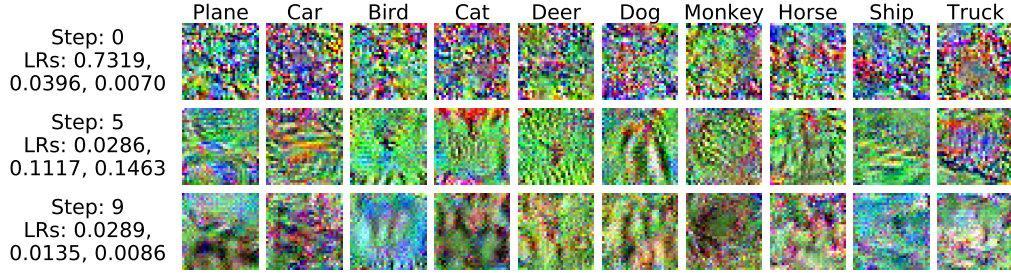 Plane Car Bird Cat Deer Dog Monkey Horse Ship Truck
Step: 0
LRs: 0.7319,
0.0396, 0.0070
Step: 5
LRs: 0.0286,
0.1117, 0.1463
Step: 9
LRs: 0.0289,
0.0135, 0.0086